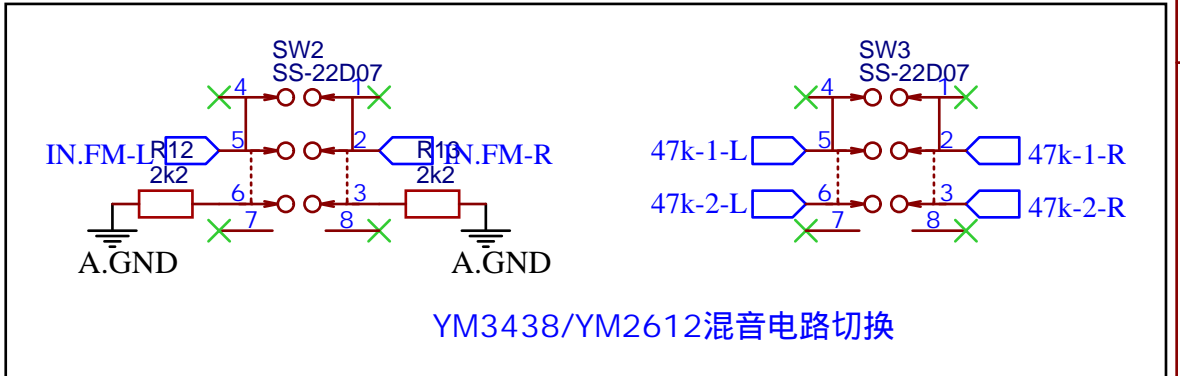 SW2
SS-22D07
4 1
IN.FM-L 5 2 IN.FM-R
R12 R13
2k2 2k2
6 3
7 8
A.GND A.GND
SW3
SS-22D07
4 1
47k-1-L 5 2 47k-1-R
47k-2-L 6 3 47k-2-R
7 8
YM3438/YM2612混音电路切换